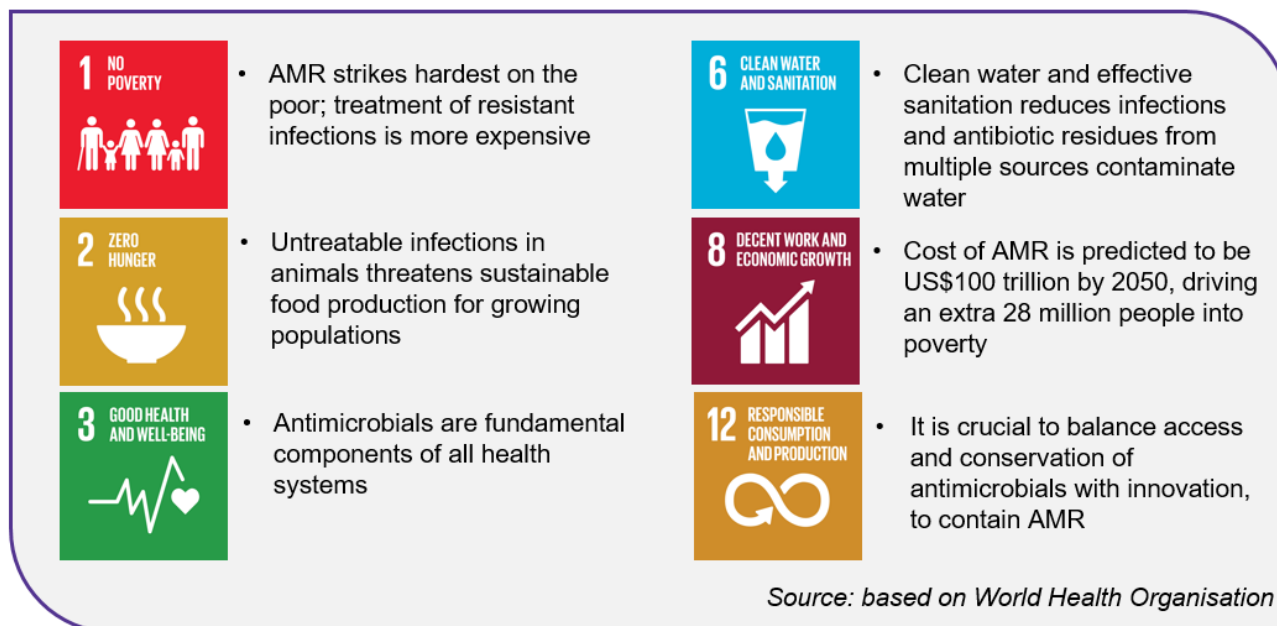 1 NO
POVERTY
• AMR strikes hardest on the
poor; treatment of resistant
infections is more expensive
2 ZERO
HUNGER
• Untreatable infections in
animals threatens sustainable
food production for growing
populations
3 GOOD HEALTH
AND WELL-BEING
• Antimicrobials are fundamental
components of all health
systems
6 CLEAN WATER
AND SANITATION
• Clean water and effective
sanitation reduces infections
and antibiotic residues from
multiple sources contaminate
water
8 DECENT WORK AND
ECONOMIC GROWTH
• Cost of AMR is predicted to be
US$100 trillion by 2050, driving
an extra 28 million people into
poverty
12 RESPONSIBLE
CONSUMPTION
AND PRODUCTION
• It is crucial to balance access
and conservation of
antimicrobials with innovation,
to contain AMR
Source: based on World Health Organisation